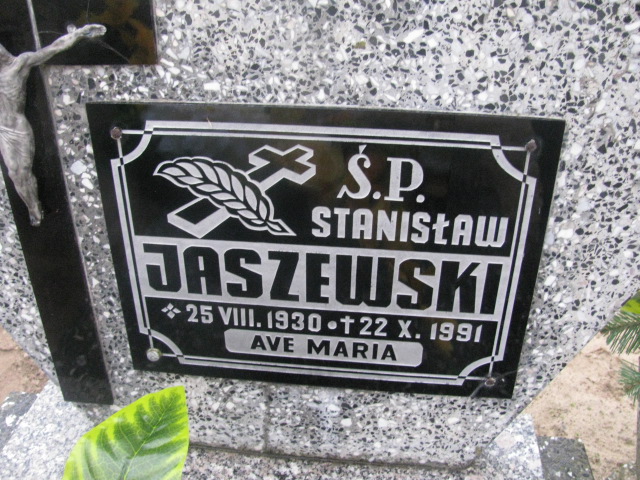 Ś.P.
STANISŁAW
JASZEWSKI
25 VIII. 1930 • ✝ 22 X. 1991
AVE MARIA